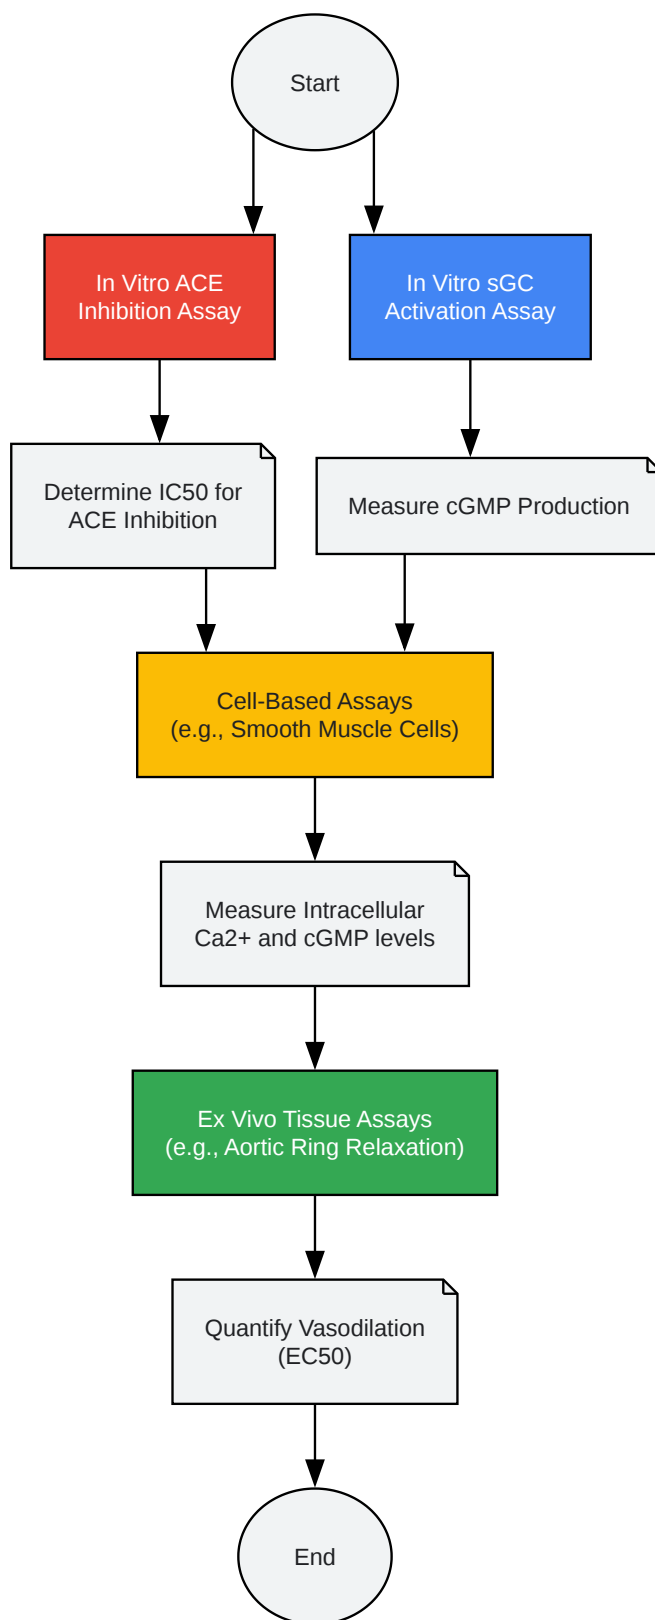 Start
In Vitro ACE
Inhibition Assay
In Vitro sGC
Activation Assay
Determine IC50 for
ACE Inhibition
Measure cGMP Production
Cell-Based Assays
(e.g., Smooth Muscle Cells)
Measure Intracellular
Ca2+ and cGMP levels
Ex Vivo Tissue Assays
(e.g., Aortic Ring Relaxation)
Quantify Vasodilation
(EC50)
End